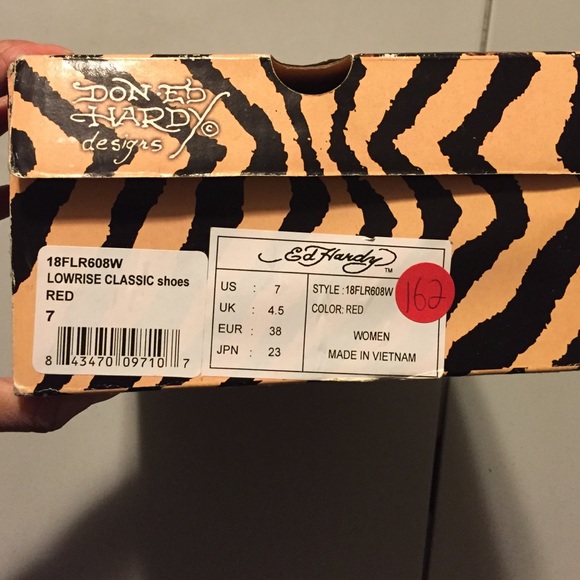 DON ED
HARDY ©
designs
18FLR608W
LOWRISE CLASSIC shoes
RED
7
8 43470 09710 7
Ed Hardy ™
US : 7
UK : 4.5
EUR : 38
JPN : 23
STYLE :18FLR608W
COLOR: RED
WOMEN
MADE IN VIETNAM
162